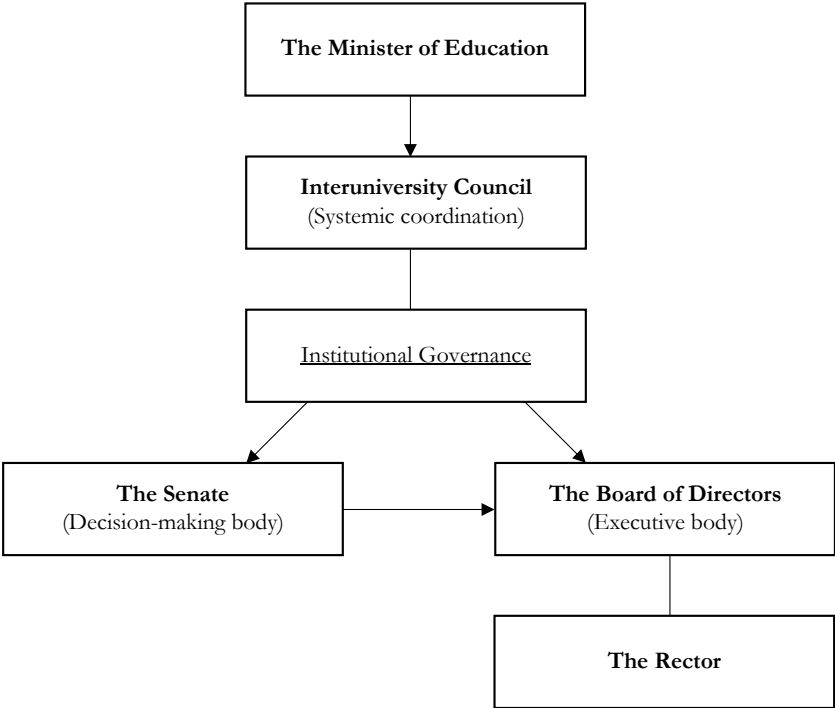 The Minister of Education
Interuniversity Council
(Systemic coordination)
Institutional Governance
The Senate
(Decision-making body)
The Board of Directors
(Executive body)
The Rector